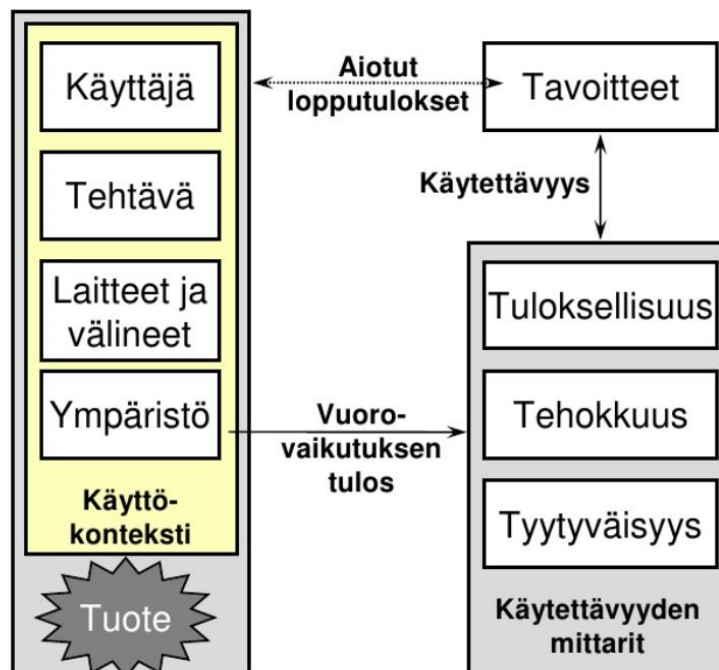 Käyttäjä
Tehtävä
Laitteet ja
välineet
Ympäristö
Käyttö-
konteksti
Tuote
Aiotut
lopputulokset
Tavoitteet
Käytettävyys
Vuoro-
vaikutuksen
tulos
Tuloksellisuus
Tehokkuus
Tyytyväisyys
Käytettävyyden
mittarit